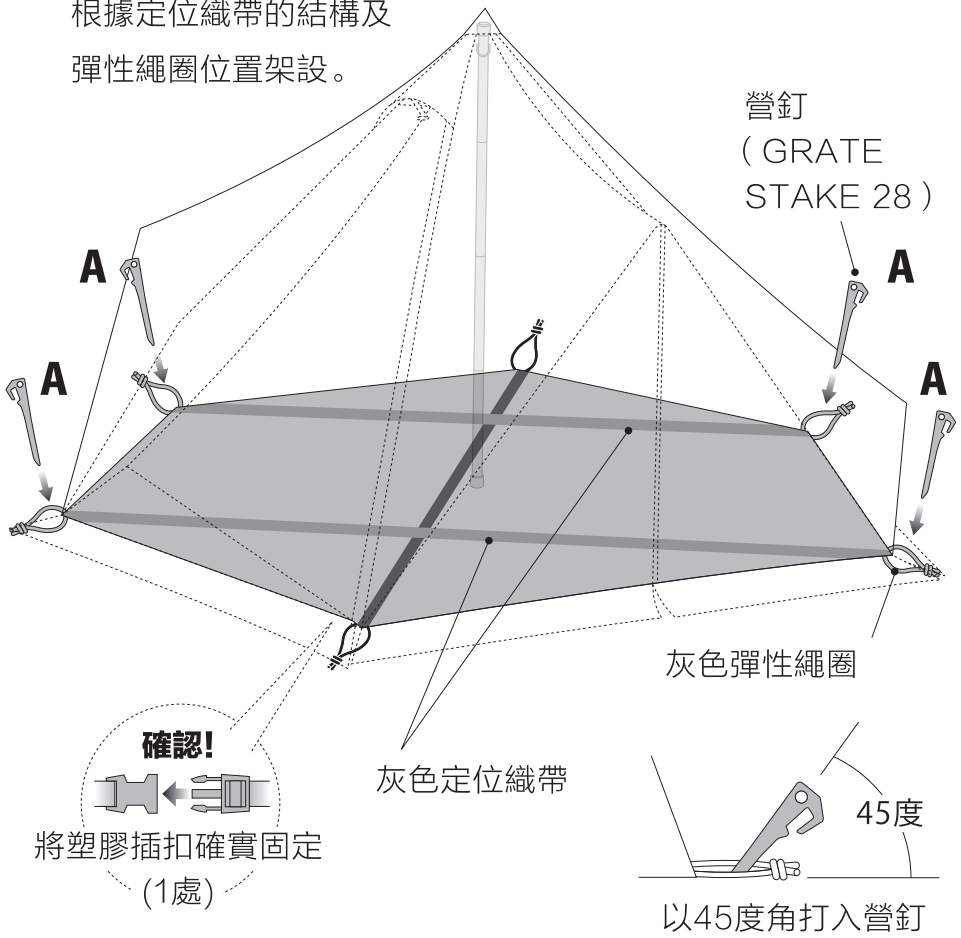 根據定位織帶的結構及
彈性繩圈位置架設。
營釘
( GRATE
STAKE 28 )
A
A
A
A
灰色彈性繩圈
確認!
灰色定位織帶
將塑膠插扣確實固定
(1處)
45度
以45度角打入營釘